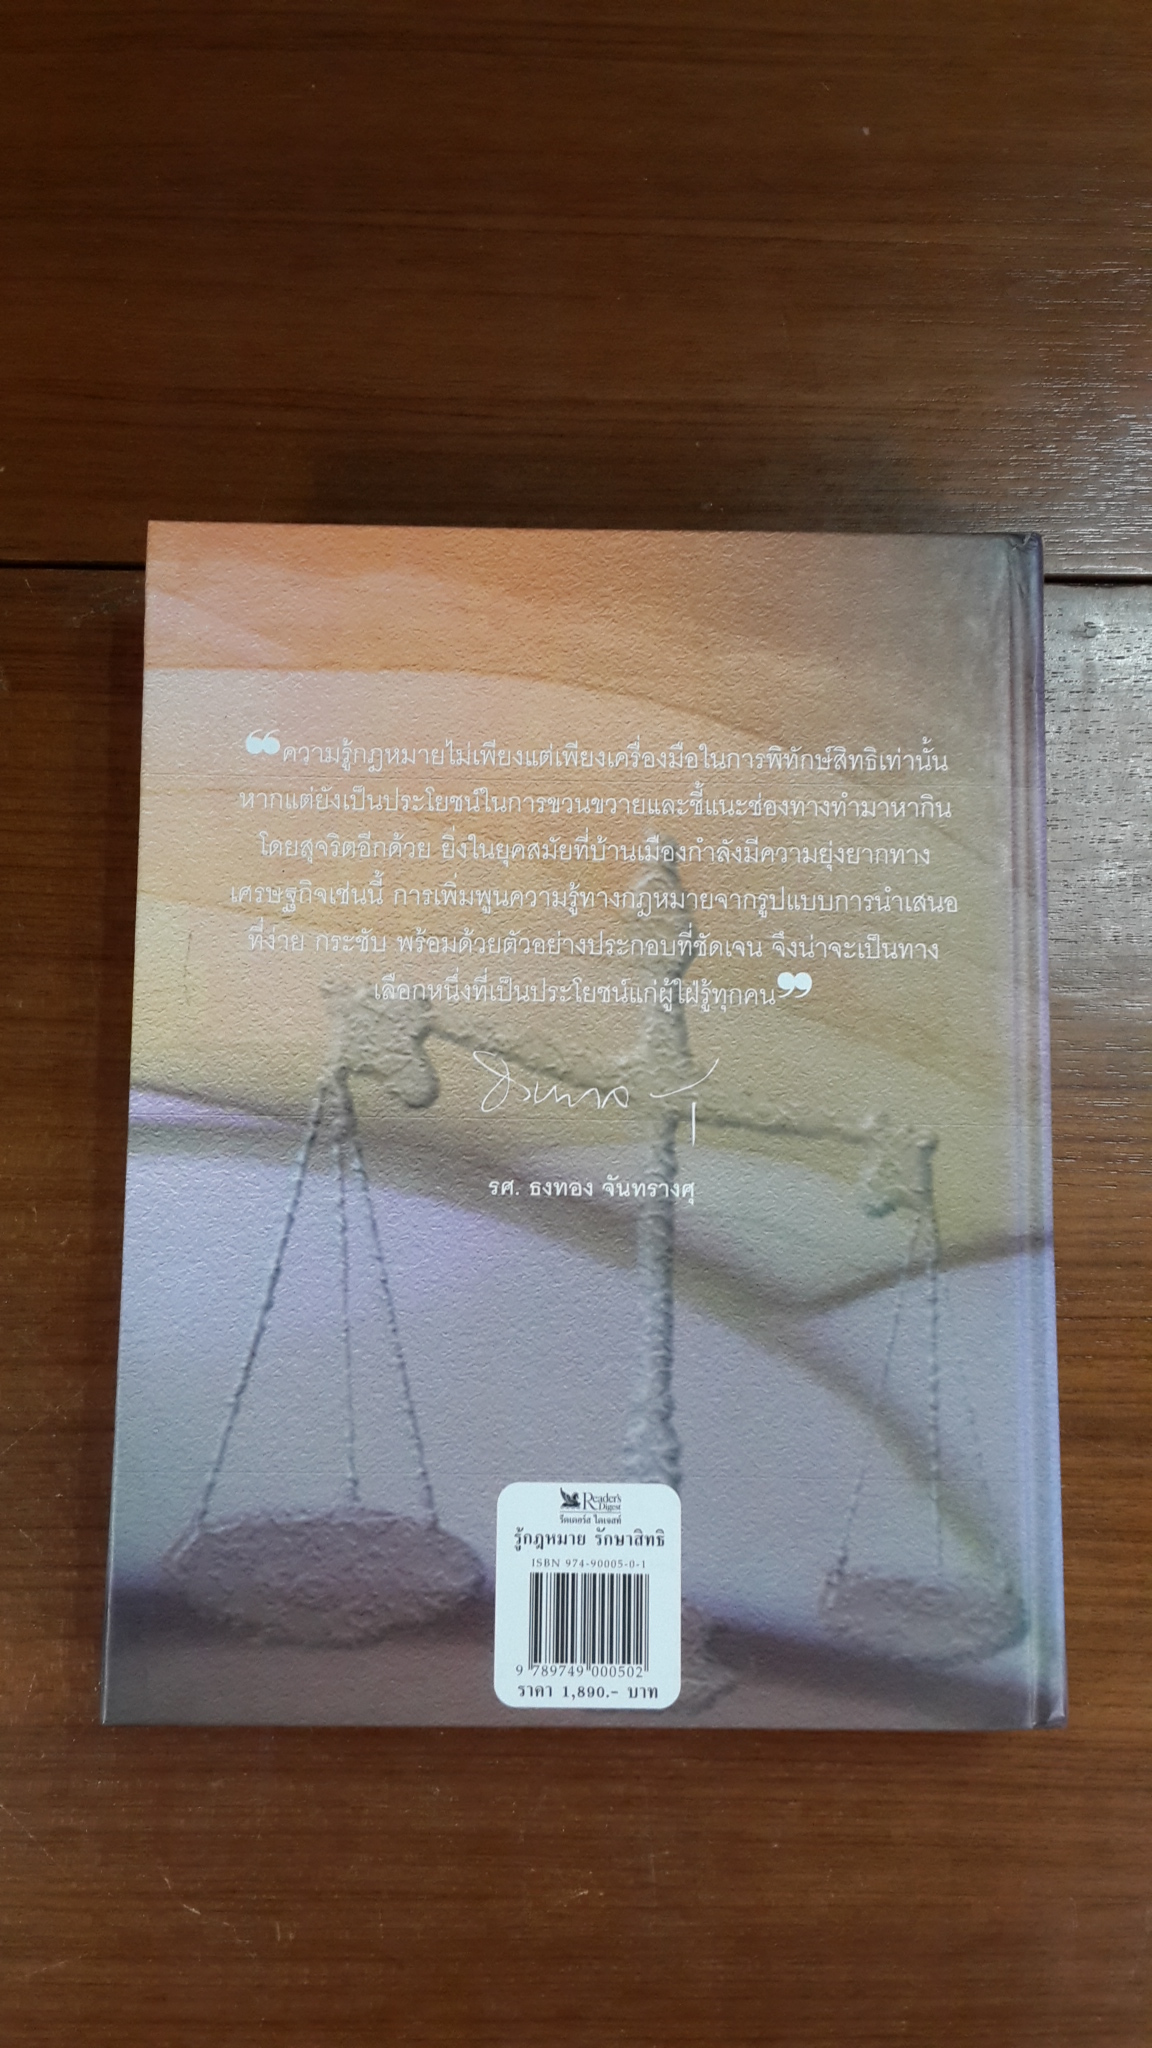 “ความรู้กฎหมายไม่เพียงแต่เพียงเครื่องมือในการพิทักษ์สิทธิเท่านั้น
หากแต่ยังเป็นประโยชน์ในการขวนขวายและชี้แนะช่องทางทำมาหากิน
โดยสุจริตอีกด้วย ยิ่งในยุคสมัยที่บ้านเมืองกำลังมีความยุ่งยากทาง
เศรษฐกิจเช่นนี้ การเพิ่มพูนความรู้ทางกฎหมายจากรูปแบบการนำเสนอ
ที่ง่าย กระชับ พร้อมด้วยตัวอย่างประกอบที่ชัดเจน จึงน่าจะเป็นทาง
เลือกหนึ่งที่เป็นประโยชน์แก่ผู้ใฝ่รู้ทุกคน”
รศ. ธงทอง จันทรางศุ
Reader's
Digest
รีดเดอร์ส ไดเจสท์
รู้กฎหมาย รักษาสิทธิ
ISBN 974-90005-0-1
9 789749 000502
ราคา 1,890.- บาท